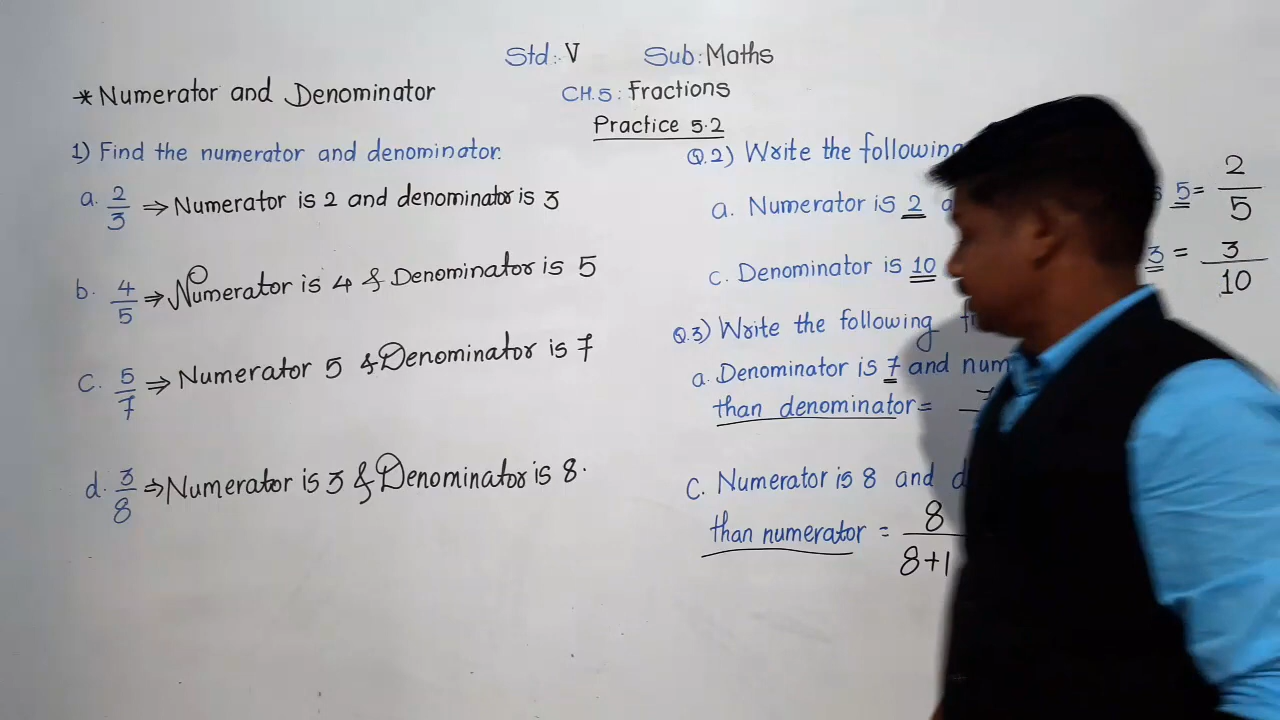 Std:- V Sub: Maths
* Numerator and Denominator
CH.5: Fractions
Practice 5.2
1) Find the numerator and denominator.
a. 2/3 ⇒ Numerator is 2 and denominator is 3
b. 4/5 ⇒ Numerator is 4 & Denominator is 5
C. 5/7 ⇒ Numerator 5 & Denominator is 7
d. 3/8 ⇒ Numerator is 3 & Denominator is 8.
Q.2) Write the following
a. Numerator is 2 a 5 = 2/5
c. Denominator is 10 3 = 3/10
Q.3) Write the following
a. Denominator is 7 and num
than denominator =
C. Numerator is 8 and d
than numerator = 8/8+1